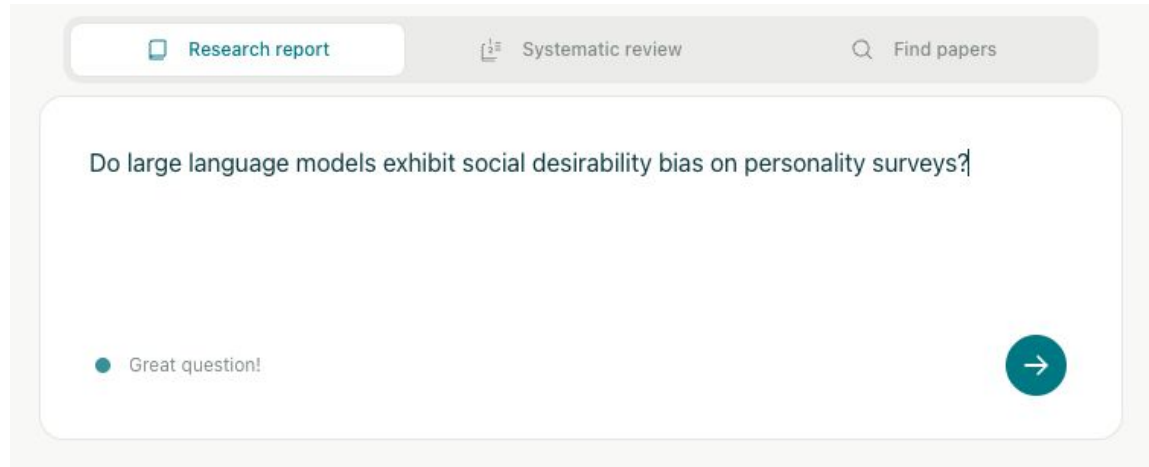 Research report
Systematic review
Find papers
Do large language models exhibit social desirability bias on personality surveys?
Great question!